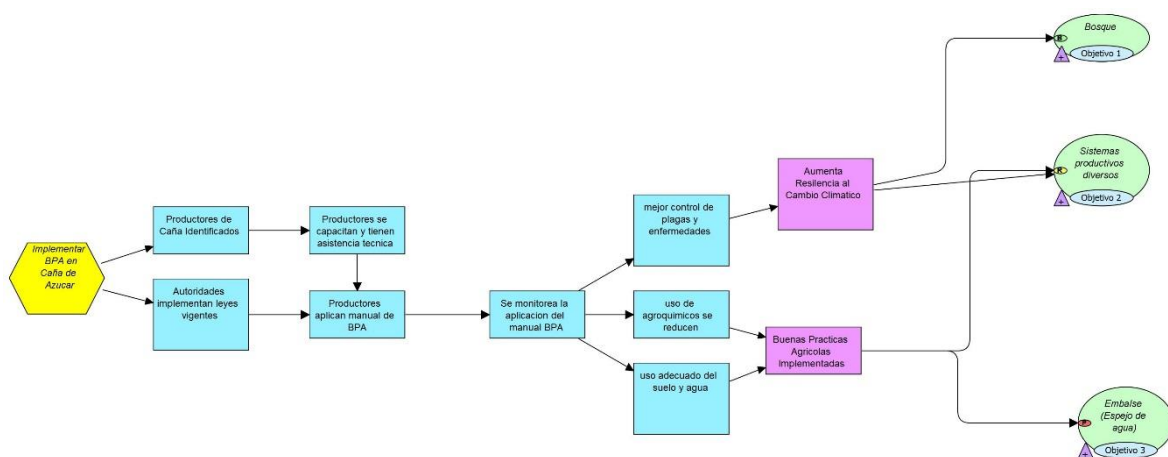 Implementar
BPA en
Caña de
Azucar
Productores de
Caña Identificados
Autoridades
implementan leyes
vigentes
Productores se
capacitan y tienen
asistencia tecnica
Productores
aplican manual de
BPA
Se monitorea la
aplicacion del
manual BPA
mejor control de
plagas y
enfermedades
uso de
agroquimicos se
reducen
uso adecuado del
suelo y agua
Aumenta
Resilencia al
Cambio Climatico
Buenas Practicas
Agricolas
Implementadas
Bosque
Objetivo 1
Sistemas
productivos
diversos
Objetivo 2
Embalse
(Espejo de
agua)
Objetivo 3